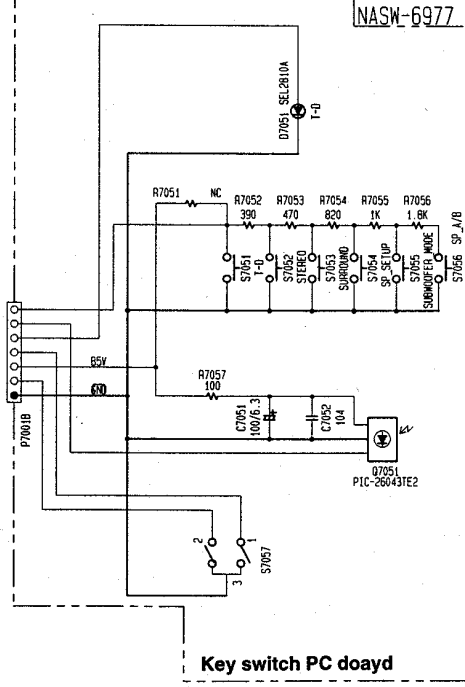 NASW-6977
D7051 SEL2810A
T-D
R7051
NC
R7052
390
R7053
470
R7054
820
R7055
1K
R7056
1.8K
SP_A/B
S7051
T-D
S7052
STEREO
S7053
SURROUND
S7054
SP_SETUP
S7055
SUBWOOFER_MODE
S7056
85V
GND
P7001B
R7057
100
C7051
100/6.3
C7052
104
Q7051
PIC-26043TE2
2
1
3
S7057
Key switch PC doayd